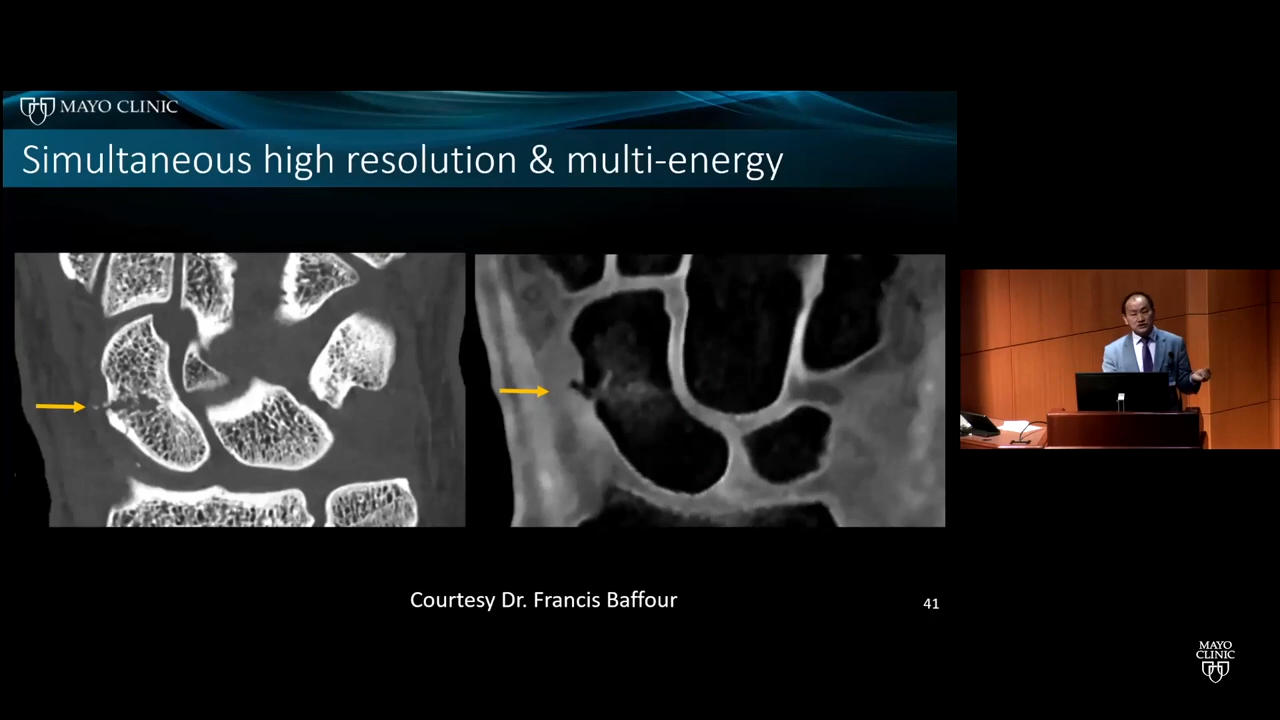 MAYO CLINIC
Simultaneous high resolution & multi-energy
Courtesy Dr. Francis Baffour
41
MAYO
CLINIC